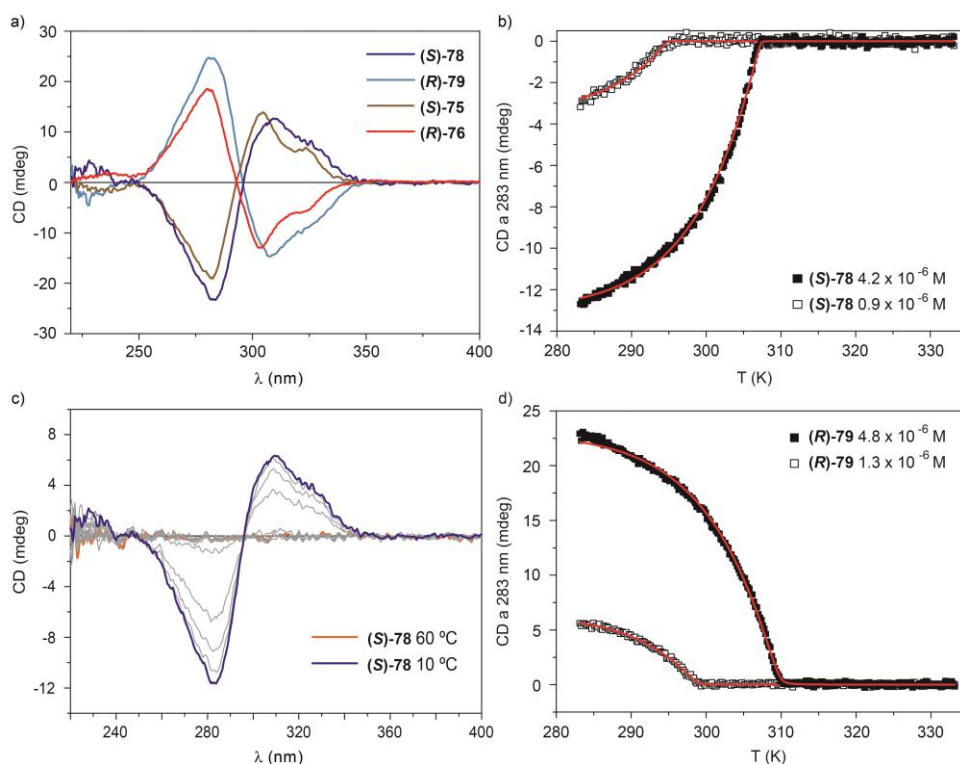 a)
30
20
10
0
-10
-20
-30
CD (mdeg)
250
300
350
400
λ (nm)
(S)-78
(R)-79
(S)-75
(R)-76
b)
0
-2
-4
-6
-8
-10
-12
-14
CD a 283 nm (mdeg)
280
290
300
310
320
330
T (K)
(S)-78 4.2 x 10⁻⁶ M
(S)-78 0.9 x 10⁻⁶ M
c)
8
4
0
-4
-8
-12
CD (mdeg)
240
280
320
360
400
λ (nm)
(S)-78 60 ºC
(S)-78 10 ºC
d)
25
20
15
10
5
0
CD a 283 nm (mdeg)
280
290
300
310
320
330
T (K)
(R)-79 4.8 x 10⁻⁶ M
(R)-79 1.3 x 10⁻⁶ M